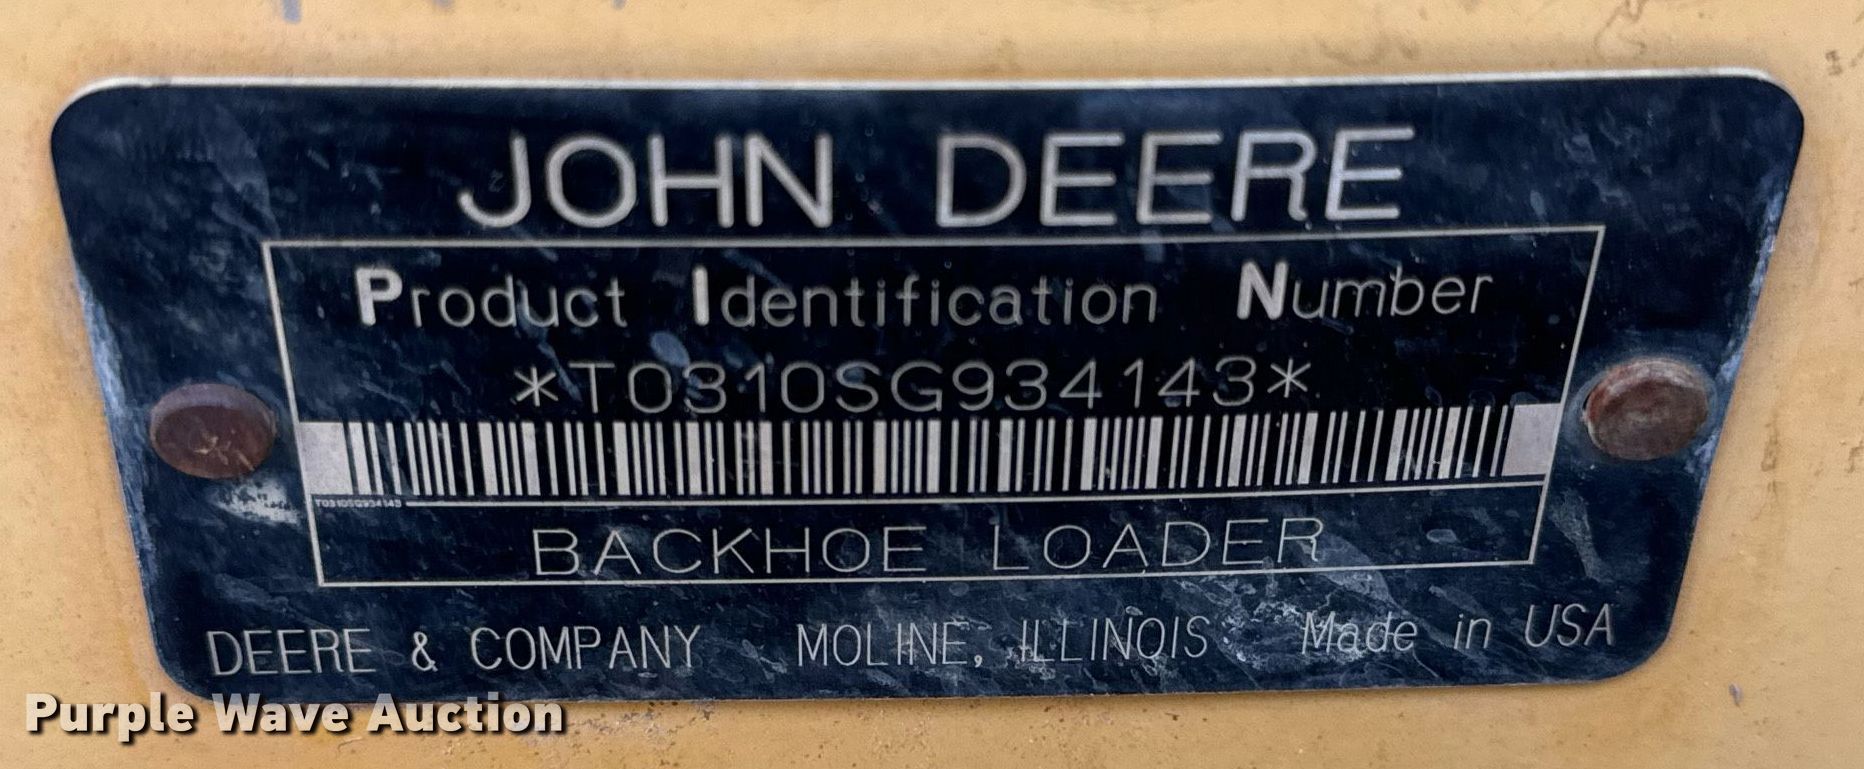 JOHN DEERE
Product Identification Number
*T0310SG934143*
T0310SG934143
BACKHOE LOADER
DEERE & COMPANY MOLINE, ILLINOIS Made in USA
Purple Wave Auction